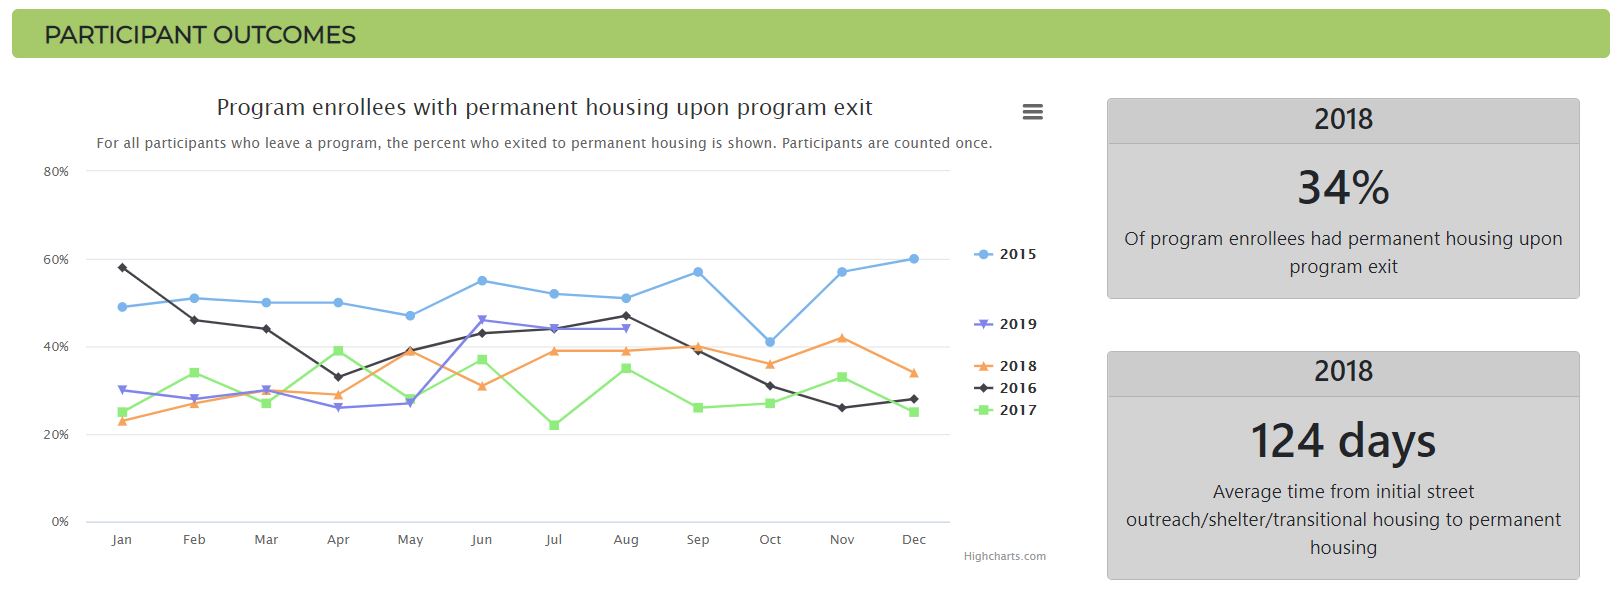 PARTICIPANT OUTCOMES
Program enrollees with permanent housing upon program exit
For all participants who leave a program, the percent who exited to permanent housing is shown. Participants are counted once.
80%
60%
40%
20%
0%
Jan Feb Mar Apr May Jun Jul Aug Sep Oct Nov Dec
2015
2019
2018
2016
2017
Highcharts.com
2018
34%
Of program enrollees had permanent housing upon
program exit
2018
124 days
Average time from initial street
outreach/shelter/transitional housing to permanent
housing